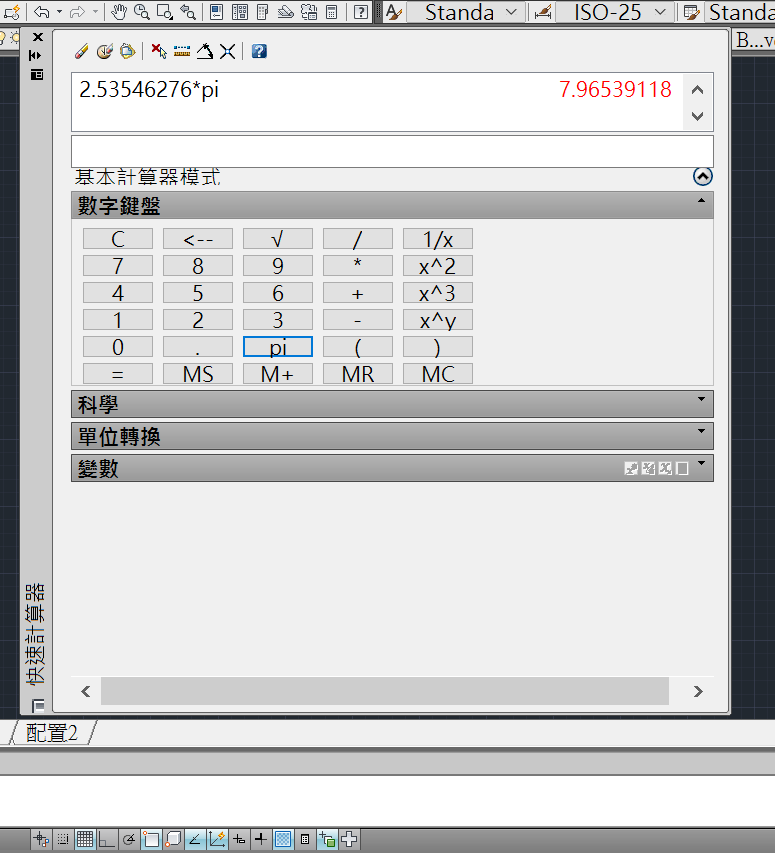 Standa ISO-25 Standa
B...v
2.53546276*pi 7.96539118
基本計算器模式
數字鍵盤
C <-- √ / 1/x
7 8 9 * x^2
4 5 6 + x^3
1 2 3 - x^y
0 . pi ( )
= MS M+ MR MC
科學
單位轉換
變數
快速計算器
配置2